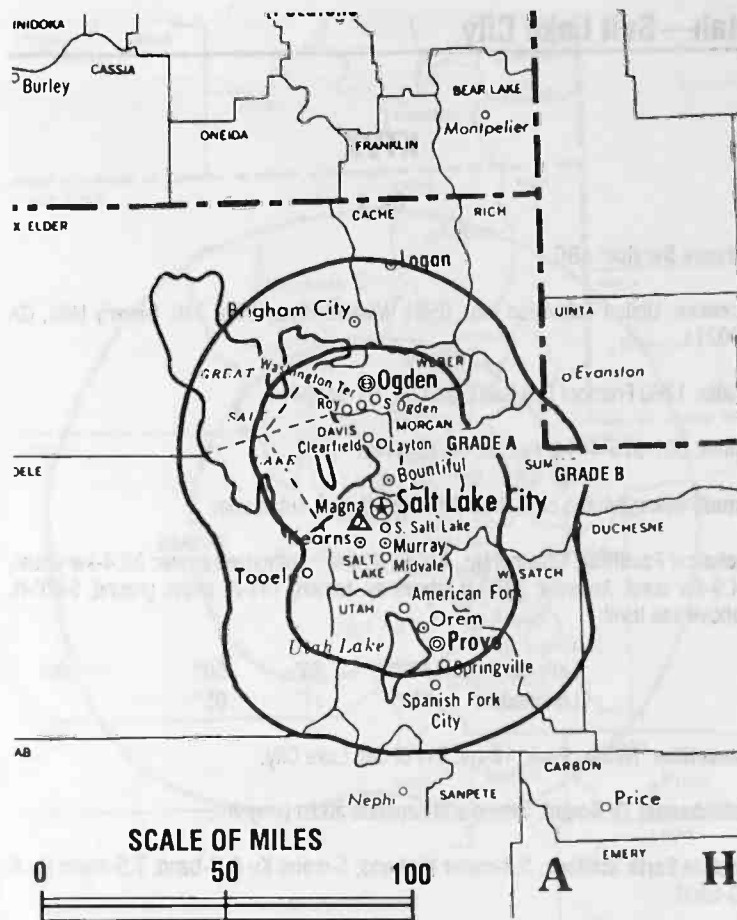 INIDOKA
CASSIA
Burley
BEAR LAKE
ONEIDA
Montpelier
FRANKLIN
X ELDER
CACHE
RICH
Logan
Brigham City
UINTA
WEBER
GREAT
Washington Ter.
Ogden
Evanston
Roy
S. Ogden
SALT
MORGAN
DAVIS
Clearfield
Layton
GRADE A
LAKE
OELE
Bountiful
SUM
GRADE B
Magna
Salt Lake City
S. Salt Lake
DUCHESNE
Kearns
Murray
SALT LAKE
Midvale
Tooele
WASATCH
American Fork
UTAH
Orem
Utah Lake
Provo
Springville
Spanish Fork
City
AB
CARBON
Nephi
SANPETE
Price
SCALE OF MILES
EMERY
A H
0 50 100